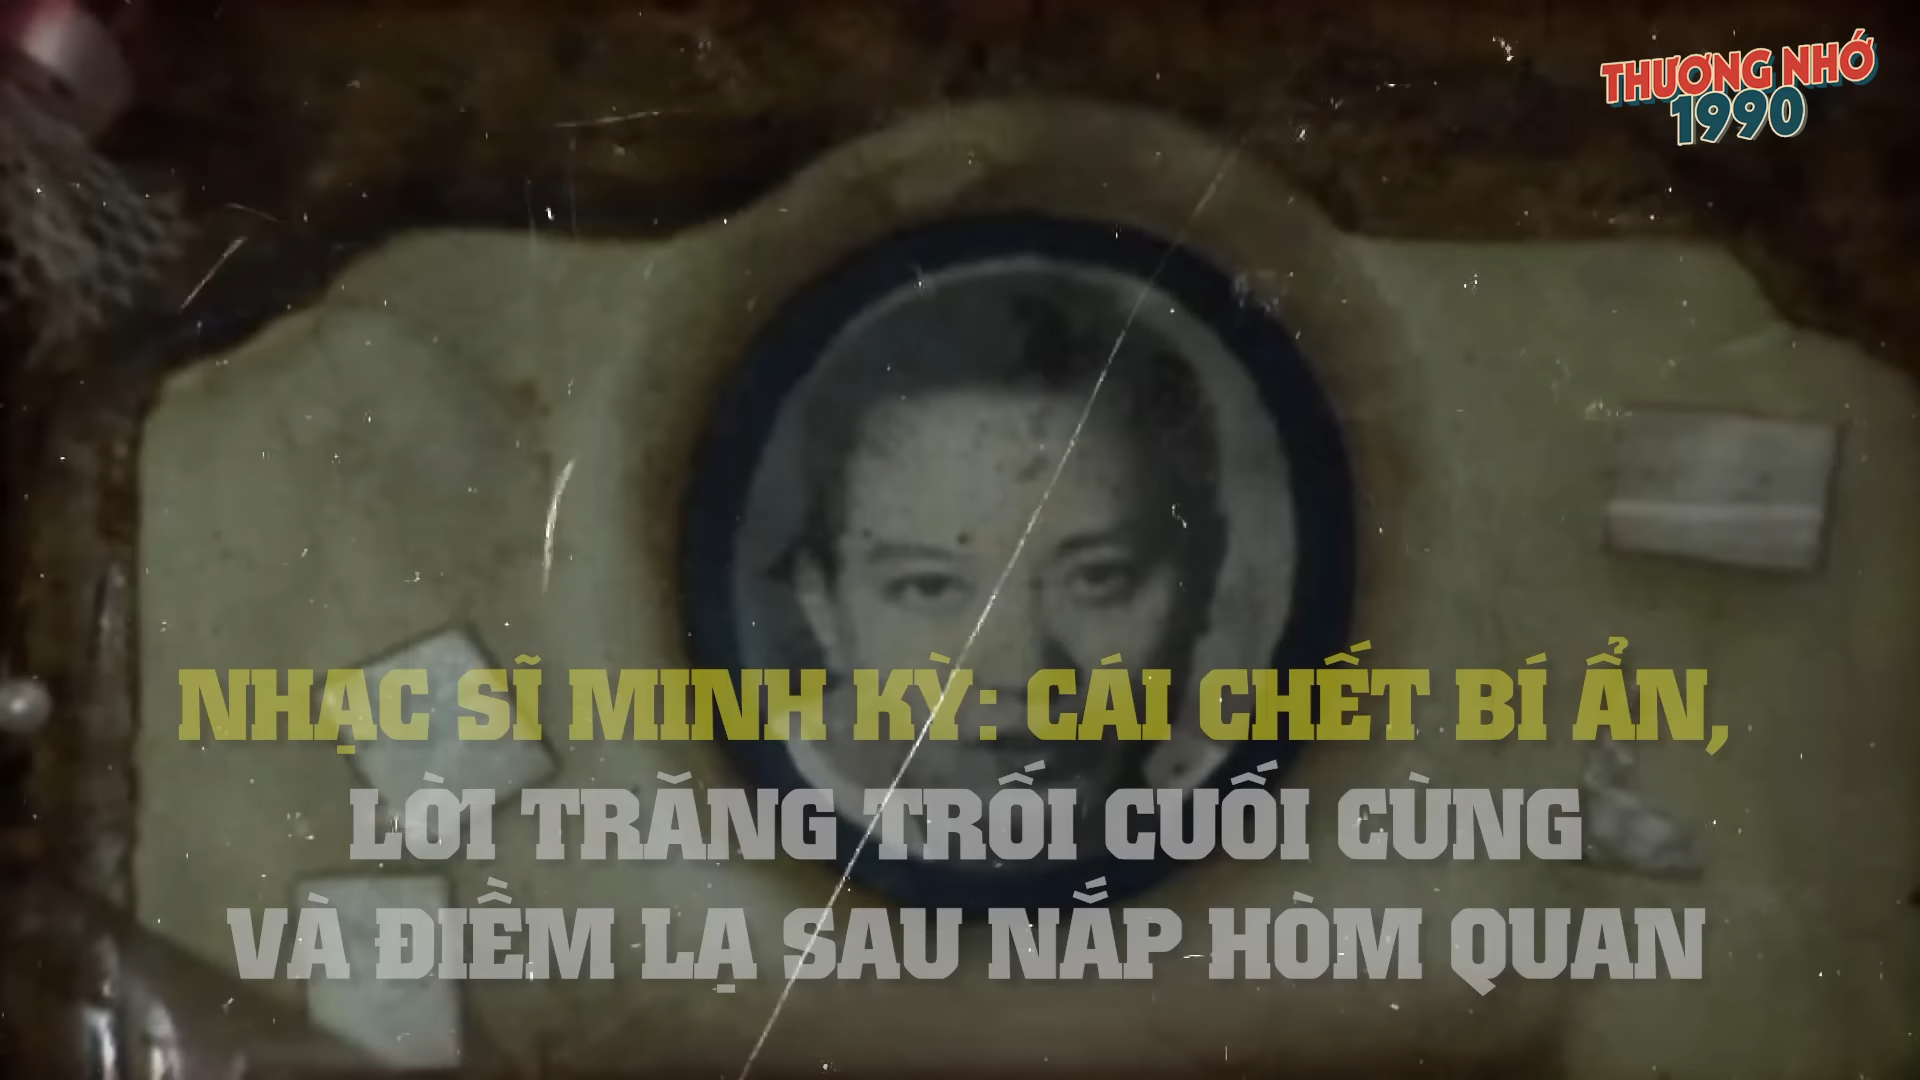 THƯƠNG NHỚ
1990
NHẠC SĨ MINH KỲ: CÁI CHẾT BÍ ẨN,
LỜI TRĂNG TRỐI CUỐI CÙNG
VÀ ĐIỀM LẠ SAU NẮP HÒM QUAN